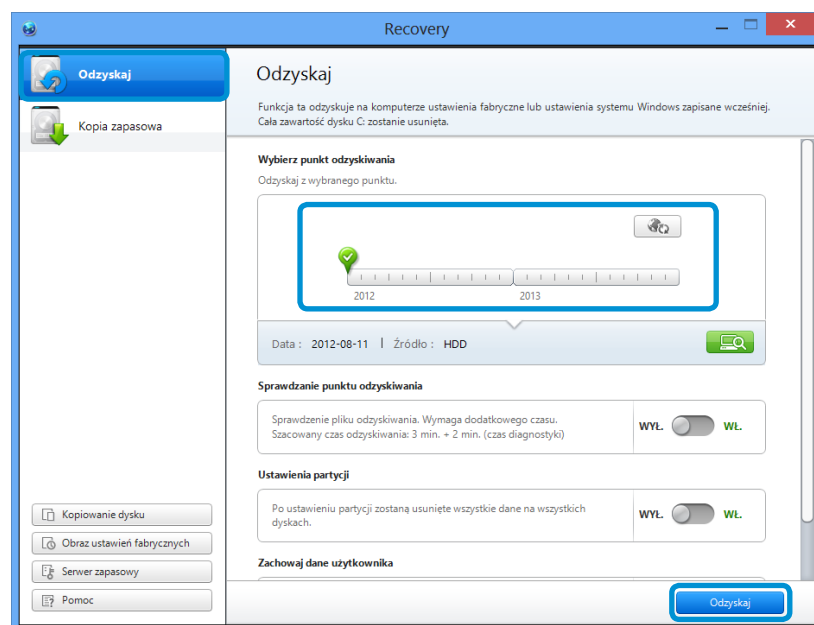 Recovery
Odzyskaj
Kopia zapasowa
Odzyskaj
Funkcja ta odzyskuje na komputerze ustawienia fabryczne lub ustawienia systemu Windows zapisane wcześniej.
Cała zawartość dysku C: zostanie usunięta.
Wybierz punkt odzyskiwania
Odzyskaj z wybranego punktu.
2012 2013
Data : 2012-08-11 | Źródło : HDD
Sprawdzanie punktu odzyskiwania
Sprawdzenie pliku odzyskiwania. Wymaga dodatkowego czasu.
Szacowany czas odzyskiwania: 3 min. + 2 min. (czas diagnostyki)
WYŁ. WŁ.
Ustawienia partycji
Po ustawieniu partycji zostaną usunięte wszystkie dane na wszystkich
dyskach.
WYŁ. WŁ.
Zachowaj dane użytkownika
Kopiowanie dysku
Obraz ustawień fabrycznych
Serwer zapasowy
Pomoc
Odzyskaj